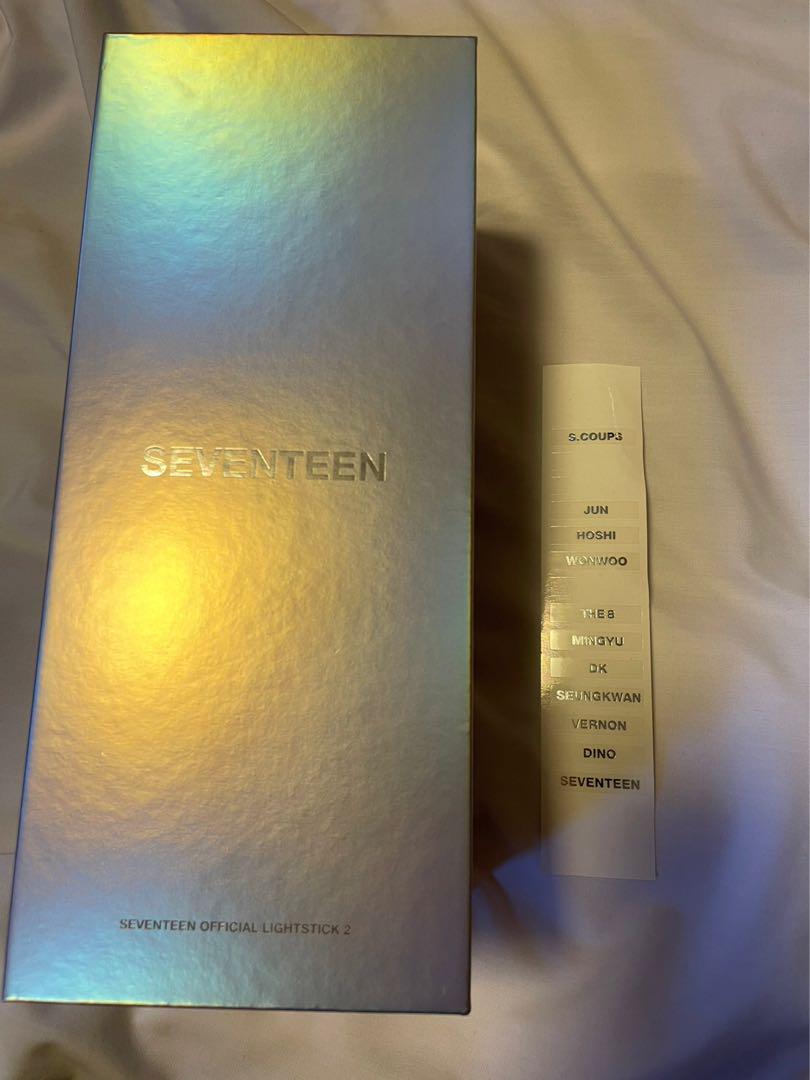 SEVENTEEN
SEVENTEEN OFFICIAL LIGHTSTICK 2
S.COUPS
JUN
HOSHI
WONWOO
THE 8
MINGYU
DK
SEUNGKWAN
VERNON
DINO
SEVENTEEN